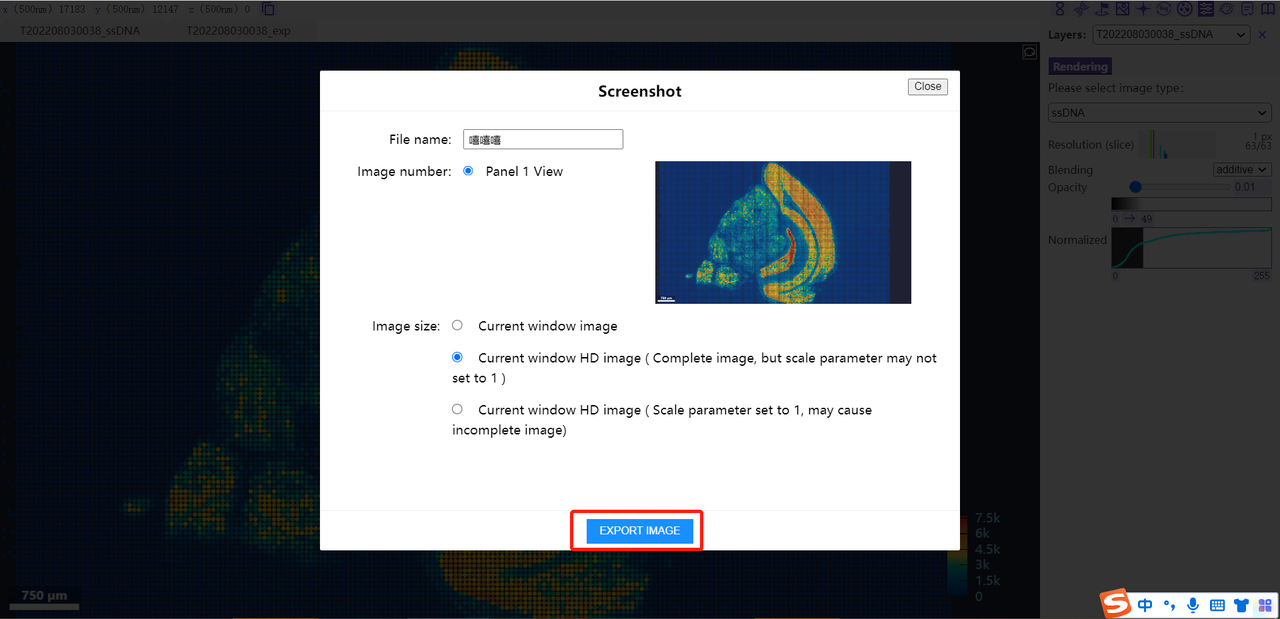 x (500nm) 17183 y (500nm) 12147 z (500nm) 0
T202208030038_ssDNA T202208030038_exp
Layers: T202208030038_ssDNA
Screenshot
Close
Rendering
Please select image type:
ssDNA
File name: 嘻嘻嘻
Resolution (slice) 1 px
63/63
Image number: Panel 1 View
Blending additive
Opacity 0.01
0 → 49
Normalized
0 255
750 μm
Image size: Current window image
Current window HD image ( Complete image, but scale parameter may not
set to 1 )
Current window HD image ( Scale parameter set to 1, may cause
incomplete image)
EXPORT IMAGE
7.5k
6k
4.5k
3k
1.5k
0
750 μm
S 中